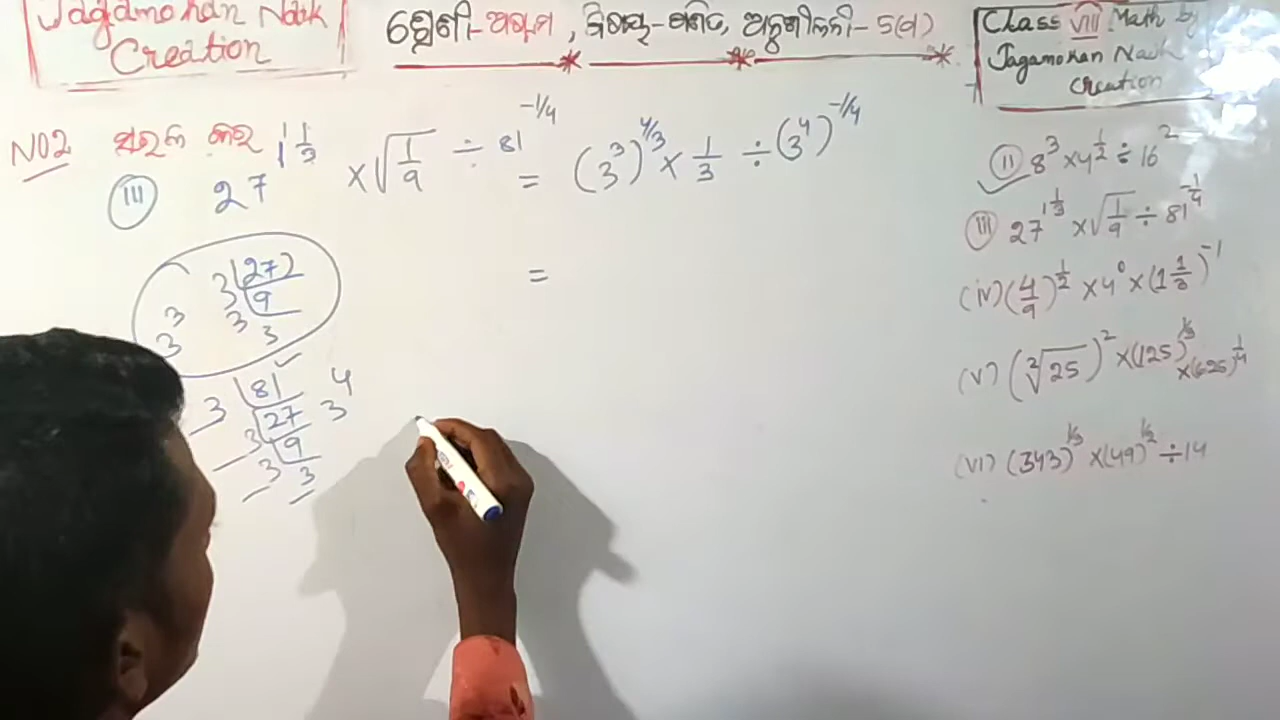 Jagamohan Naik
Creation
ଶ୍ରେଣୀ-ଅଷ୍ଟମ, ବିଷୟ-ଗଣିତ, ଅନୁଶୀଳନୀ-5(b)
Class VIII Math by
Jagamohan Naik
Creation
NO2 ସରଳ କର
(iii) 27^1 1/3 × √1/9 ÷ 81^-1/4 = (3^3)^4/3 × 1/3 ÷ (3^4)^-1/4
=
3 27
3 9
3
3^3
3 81
3 27
3 9
3
3^4
(ii) 8^3 × 4^1/2 ÷ 16^2
(iii) 27^1 1/3 × √1/9 ÷ 81^-1/4
(iv) (4/9)^1/2 × 4^0 × (1 1/3)^-1
(v) (∛25)^2 × (125)^1/3 × (625)^1/4
(vi) (343)^1/3 × (49)^1/2 ÷ 14